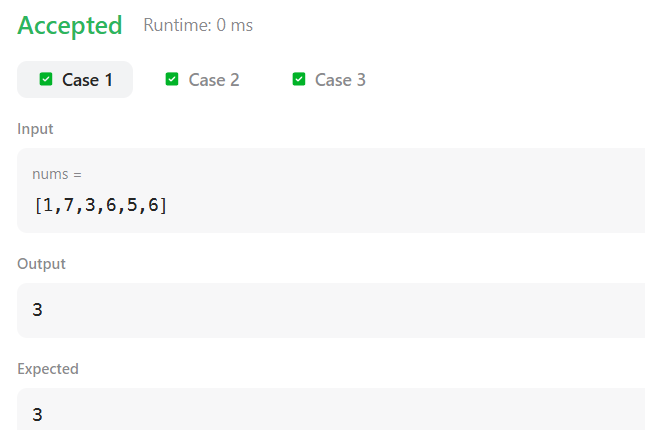 Accepted Runtime: 0 ms
Case 1 Case 2 Case 3
Input
nums =
[1,7,3,6,5,6]
Output
3
Expected
3